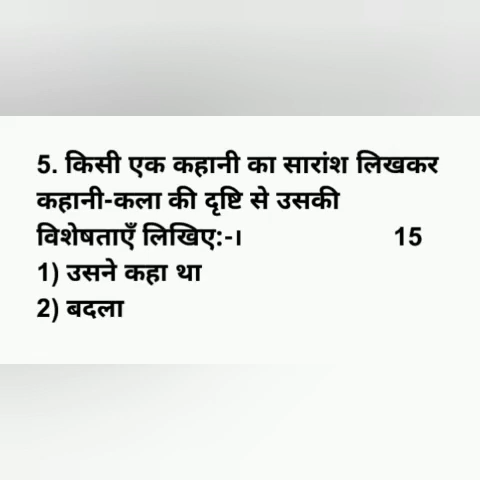 5. किसी एक कहानी का सारांश लिखकर
कहानी-कला की दृष्टि से उसकी
विशेषताएँ लिखिए:-। 15
1) उसने कहा था
2) बदला